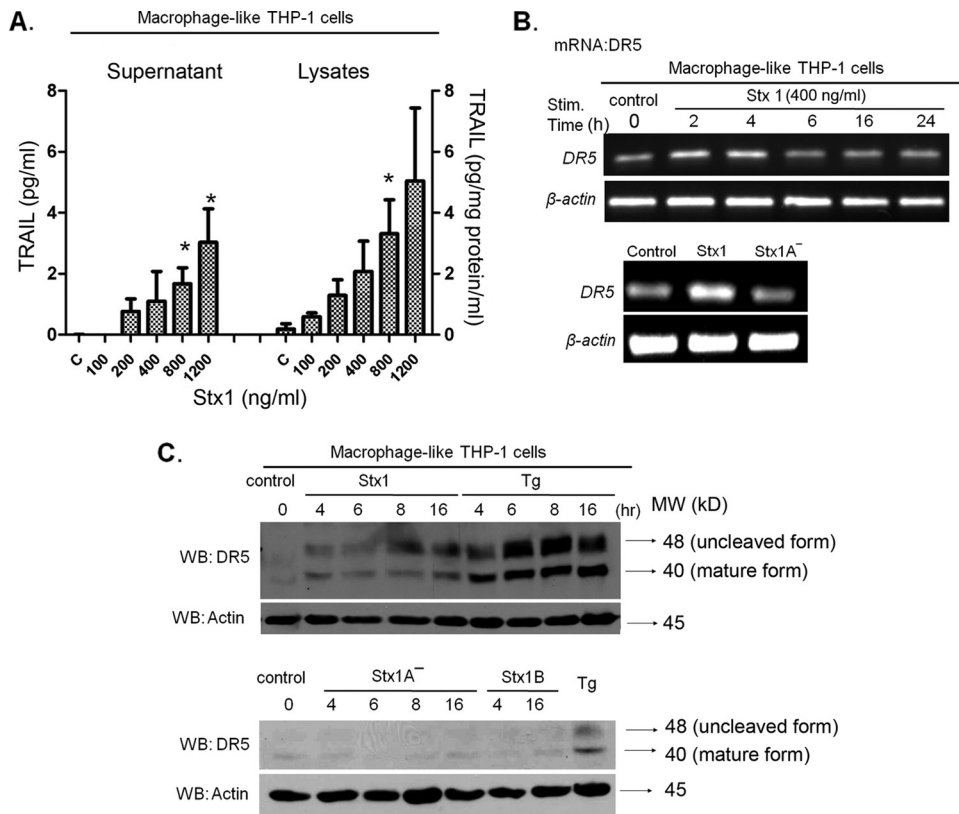 A.
Macrophage-like THP-1 cells
Supernatant Lysates
8 8
6 6
4 4
2 2
0 0
* *
*
TRAIL (pg/ml)
TRAIL (pg/mg protein/ml)
C 100 200 400 800 1200 C 100 200 400 800 1200
Stx1 (ng/ml)
B.
mRNA:DR5
Macrophage-like THP-1 cells
control Stx 1 (400 ng/ml)
Stim.
Time (h) 0 2 4 6 16 24
DR5
β-actin
Control Stx1 Stx1A⁻
DR5
β-actin
C.
Macrophage-like THP-1 cells
control Stx1 Tg
0 4 6 8 16 4 6 8 16 (hr) MW (kD)
WB: DR5 48 (uncleaved form)
40 (mature form)
WB: Actin 45
control Stx1A⁻ Stx1B Tg
0 4 6 8 16 4 16
WB: DR5 48 (uncleaved form)
40 (mature form)
WB: Actin 45